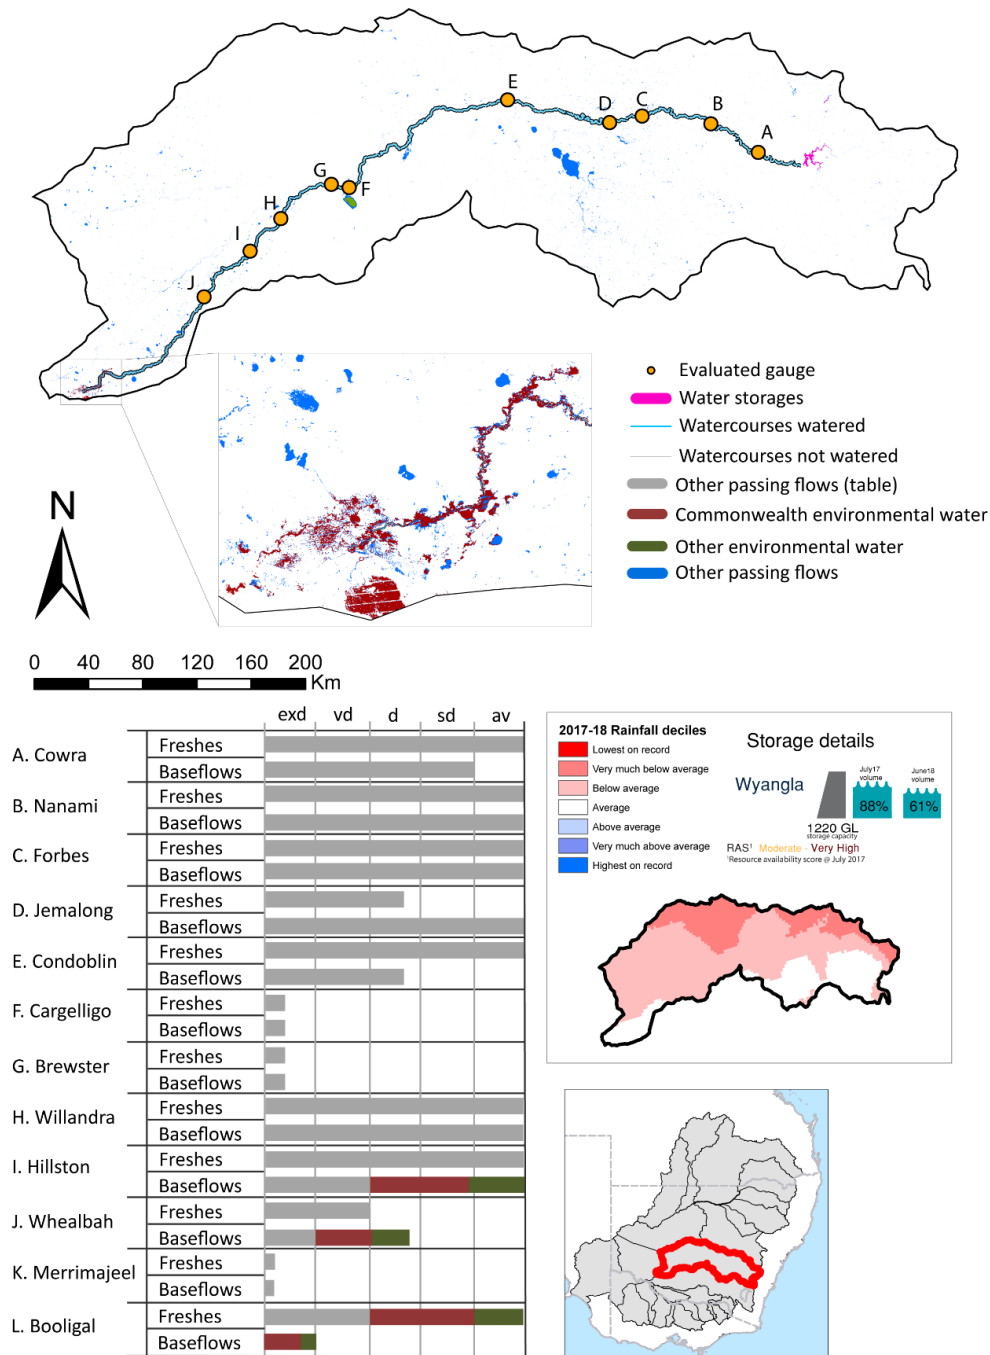 E
D
C
B
A
G
F
H
I
J
Evaluated gauge
Water storages
Watercourses watered
Watercourses not watered
Other passing flows (table)
Commonwealth environmental water
Other environmental water
Other passing flows
N
0 40 80 120 160 200
Km
exd vd d sd av
A. Cowra
Freshes
Baseflows
B. Nanami
Freshes
Baseflows
C. Forbes
Freshes
Baseflows
D. Jemalong
Freshes
Baseflows
E. Condoblin
Freshes
Baseflows
F. Cargelligo
Freshes
Baseflows
G. Brewster
Freshes
Baseflows
H. Willandra
Freshes
Baseflows
I. Hillston
Freshes
Baseflows
J. Whealbah
Freshes
Baseflows
K. Merrimajeel
Freshes
Baseflows
L. Booligal
Freshes
Baseflows
2017-18 Rainfall deciles
Lowest on record
Very much below average
Below average
Average
Above average
Very much above average
Highest on record
Storage details
Wyangla
July17
volume
June18
volume
88%
61%
1220 GL
storage capacity
RAS¹ Moderate - Very High
¹Resource availability score @ July 2017